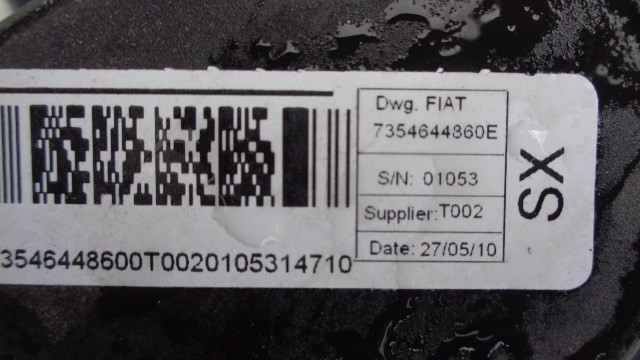 Dwg. FIAT
7354644860E
S/N: 01053
Supplier: T002
Date: 27/05/10
SX
3546448600T0020105314710